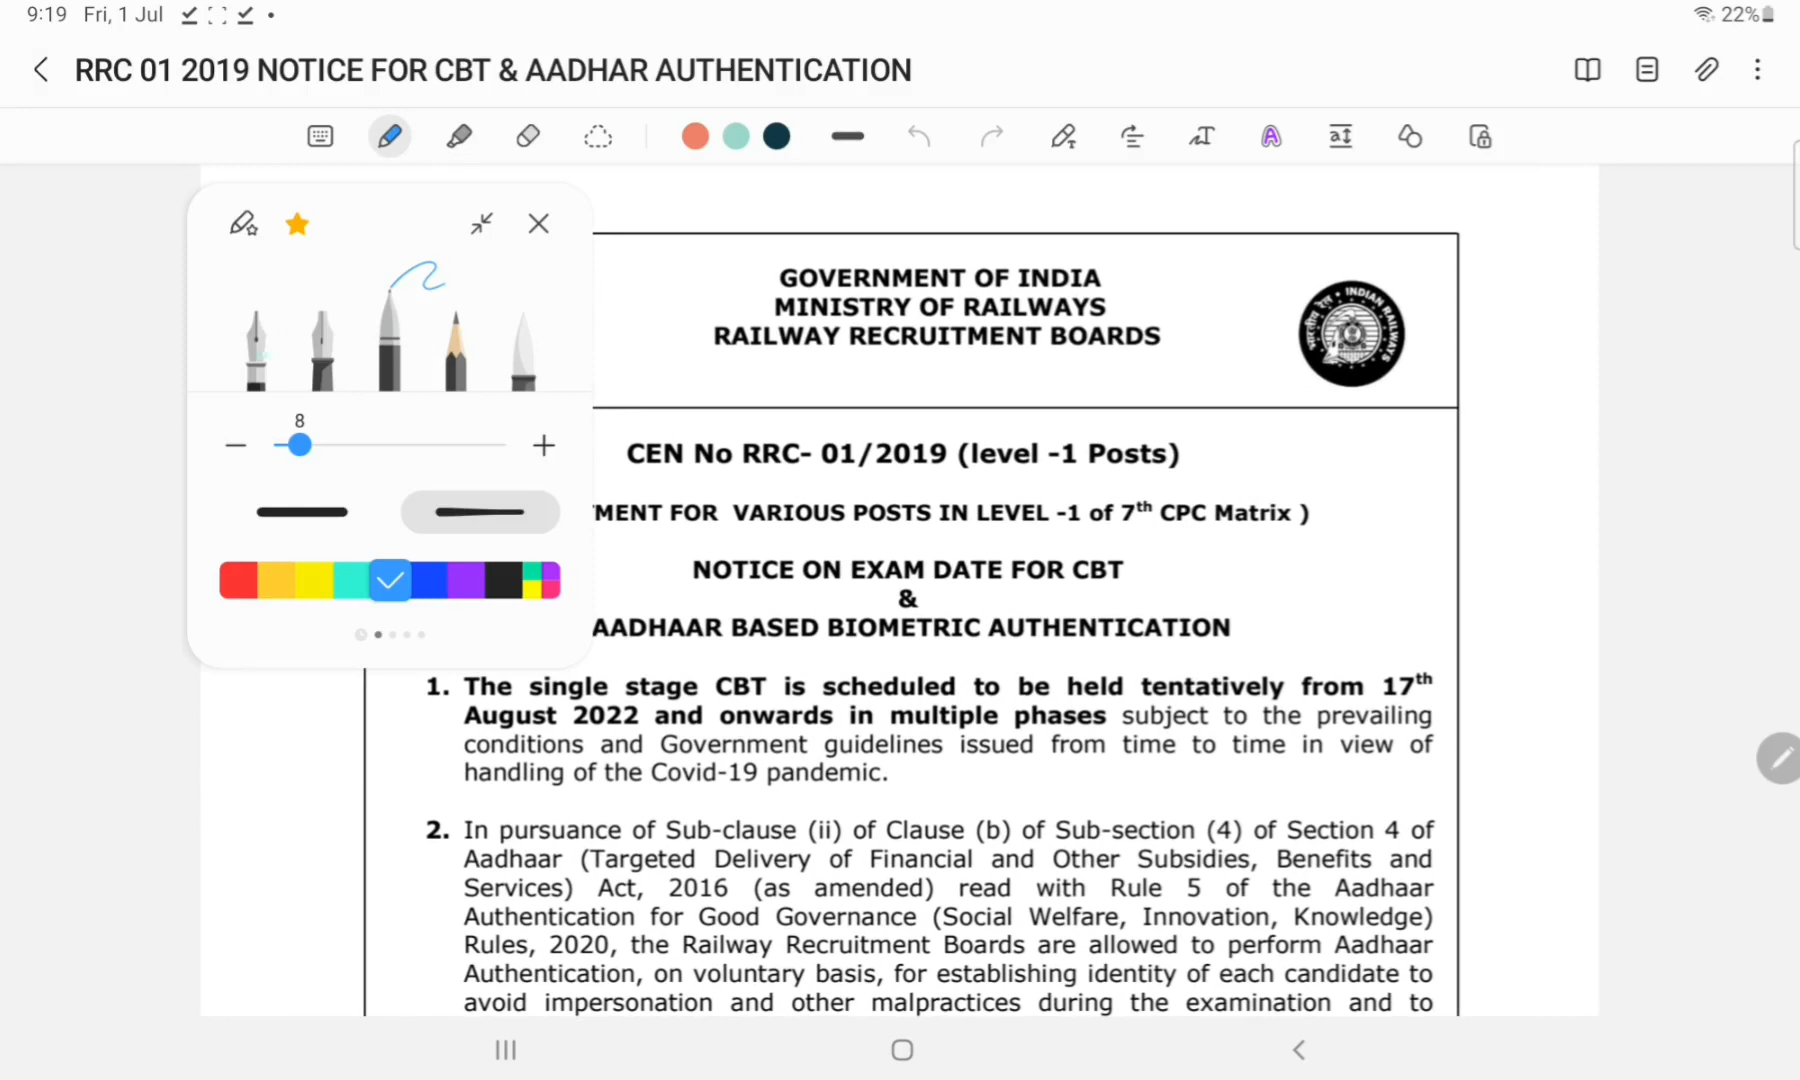 9:19 Fri, 1 Jul
22%
RRC 01 2019 NOTICE FOR CBT & AADHAR AUTHENTICATION
8
GOVERNMENT OF INDIA
MINISTRY OF RAILWAYS
RAILWAY RECRUITMENT BOARDS
INDIAN RAILWAYS
भारतीय रेल
CEN No RRC- 01/2019 (level -1 Posts)
MENT FOR VARIOUS POSTS IN LEVEL -1 of 7th CPC Matrix )
NOTICE ON EXAM DATE FOR CBT
&
AADHAAR BASED BIOMETRIC AUTHENTICATION
1. The single stage CBT is scheduled to be held tentatively from 17th
August 2022 and onwards in multiple phases subject to the prevailing
conditions and Government guidelines issued from time to time in view of
handling of the Covid-19 pandemic.
2. In pursuance of Sub-clause (ii) of Clause (b) of Sub-section (4) of Section 4 of
Aadhaar (Targeted Delivery of Financial and Other Subsidies, Benefits and
Services) Act, 2016 (as amended) read with Rule 5 of the Aadhaar
Authentication for Good Governance (Social Welfare, Innovation, Knowledge)
Rules, 2020, the Railway Recruitment Boards are allowed to perform Aadhaar
Authentication, on voluntary basis, for establishing identity of each candidate to
avoid impersonation and other malpractices during the examination and to